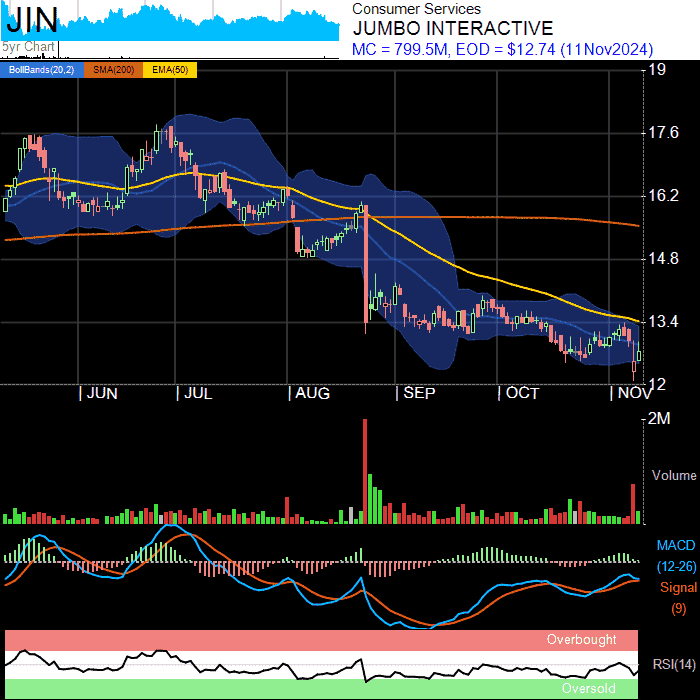 JIN
5yr Chart
Consumer Services
JUMBO INTERACTIVE
MC = 799.5M, EOD = $12.74 (11Nov2024)
BollBands(20,2) SMA(200) EMA(50)
19
17.6
16.2
14.8
13.4
12
JUN JUL AUG SEP OCT NOV
2M
Volume
MACD
(12-26)
Signal
(9)
Overbought
RSI(14)
Oversold